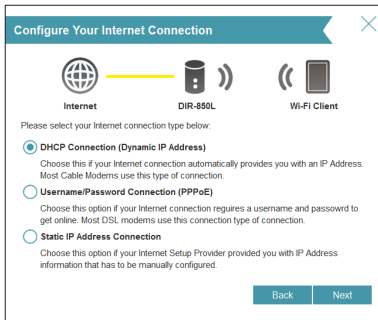 Configure Your Internet Connection
Internet
DIR-850L
Wi-Fi Client
Please select your Internet connection type below:
DHCP Connection (Dynamic IP Address)
Choose this if your Internet connection automatically provides you with an IP Address.
Most Cable Modems use this type of connection.
Username/Password Connection (PPPoE)
Choose this option if your Internet connection reguires a username and passowrd to
get online. Most DSL modems use this connection type of connection.
Static IP Address Connection
Choose this option if your Internet Setup Provider provided you with IP Address
information that has to be manually configured.
Back
Next